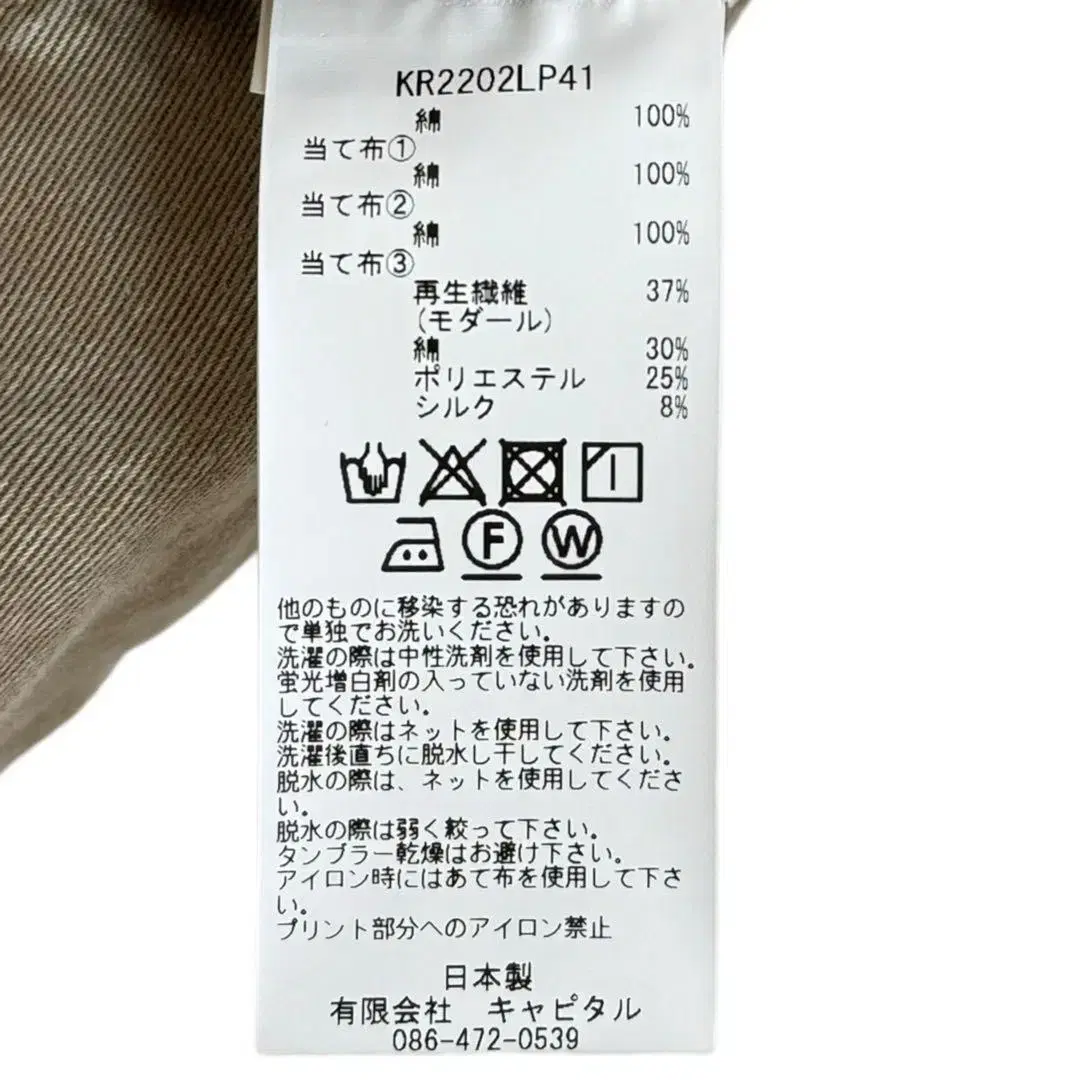 KR2202LP41
綿 100%
当て布①
綿 100%
当て布②
綿 100%
当て布③
再生繊維 37%
(モダール)
綿 30%
ポリエステル 25%
シルク 8%
F W
他のものに移染する恐れがありますの
で単独でお洗いください。
洗濯の際は中性洗剤を使用して下さい。
蛍光増白剤の入っていない洗剤を使用
してください。
洗濯の際はネットを使用して下さい。
洗濯後直ちに脱水し干してください。
脱水の際は、ネットを使用してくださ
い。
脱水の際は弱く絞って下さい。
タンブラー乾燥はお避け下さい。
アイロン時にはあて布を使用して下さ
い。
プリント部分へのアイロン禁止
日本製
有限会社 キャピタル
086-472-0539